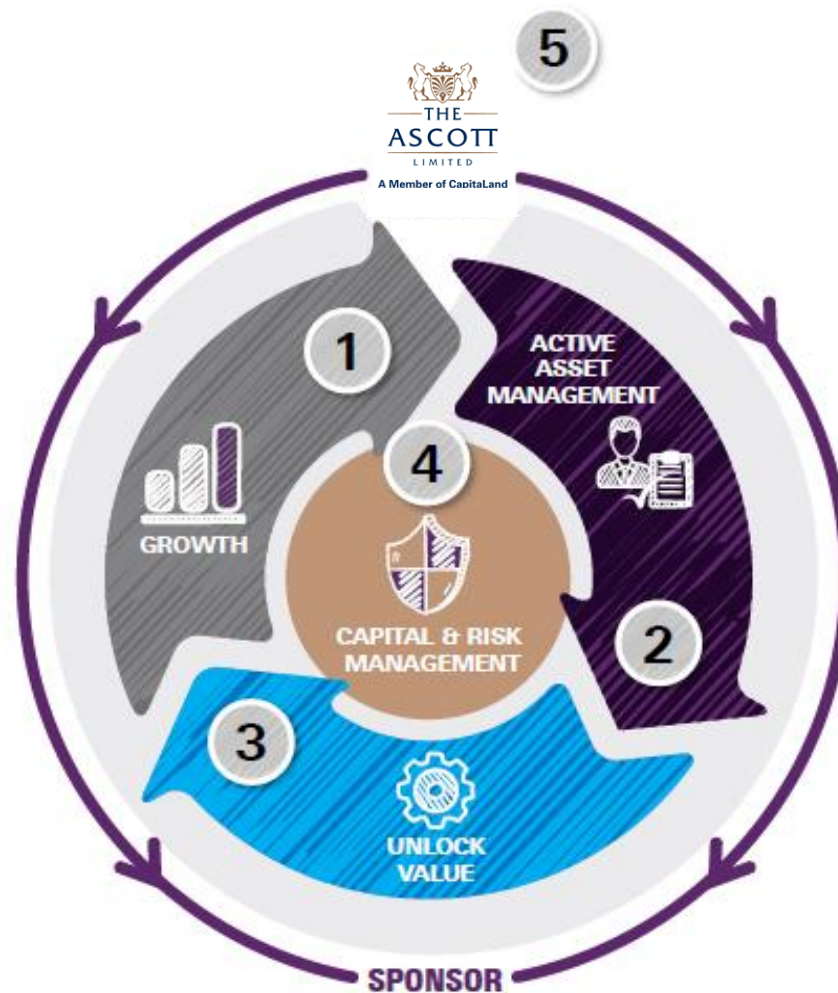 5
THE
ASCOTT
LIMITED
A Member of CapitaLand
1
ACTIVE
ASSET
MANAGEMENT
4
GROWTH
CAPITAL & RISK
MANAGEMENT
2
3
UNLOCK
VALUE
SPONSOR